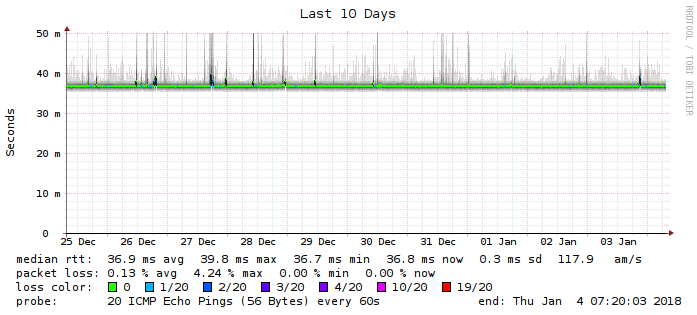 Last 10 Days
RRDTOOL / TOBI OETIKER
Seconds
50 m
40 m
30 m
20 m
10 m
0
25 Dec 26 Dec 27 Dec 28 Dec 29 Dec 30 Dec 31 Dec 01 Jan 02 Jan 03 Jan
median rtt: 36.9 ms avg 39.8 ms max 36.7 ms min 36.8 ms now 0.3 ms sd 117.9 am/s
packet loss: 0.13 % avg 4.24 % max 0.00 % min 0.00 % now
loss color: 0 1/20 2/20 3/20 4/20 10/20 19/20
probe: 20 ICMP Echo Pings (56 Bytes) every 60s end: Thu Jan 4 07:20:03 2018